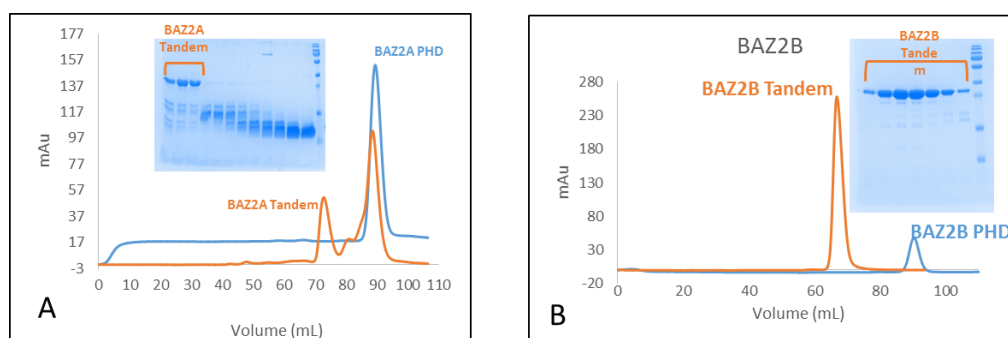 BAZ2A
Tandem
BAZ2A PHD
BAZ2A Tandem
177
157
137
117
97
77
57
37
17
-3
mAu
0 10 20 30 40 50 60 70 80 90 100 110
Volume (mL)
A
BAZ2B
BAZ2B
Tande
m
BAZ2B Tandem
BAZ2B PHD
280
230
180
130
80
30
-20
mAu
0 20 40 60 80 100
Volume (mL)
B